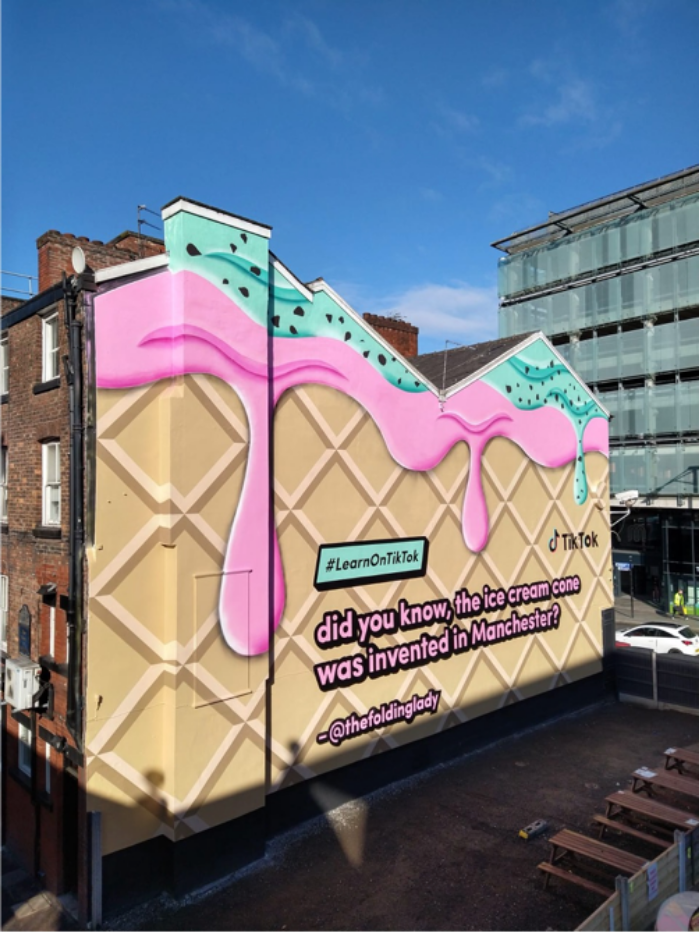 TikTok
#LearnOnTikTok
did you know, the ice cream cone
was invented in Manchester?
-@thefoldinglady